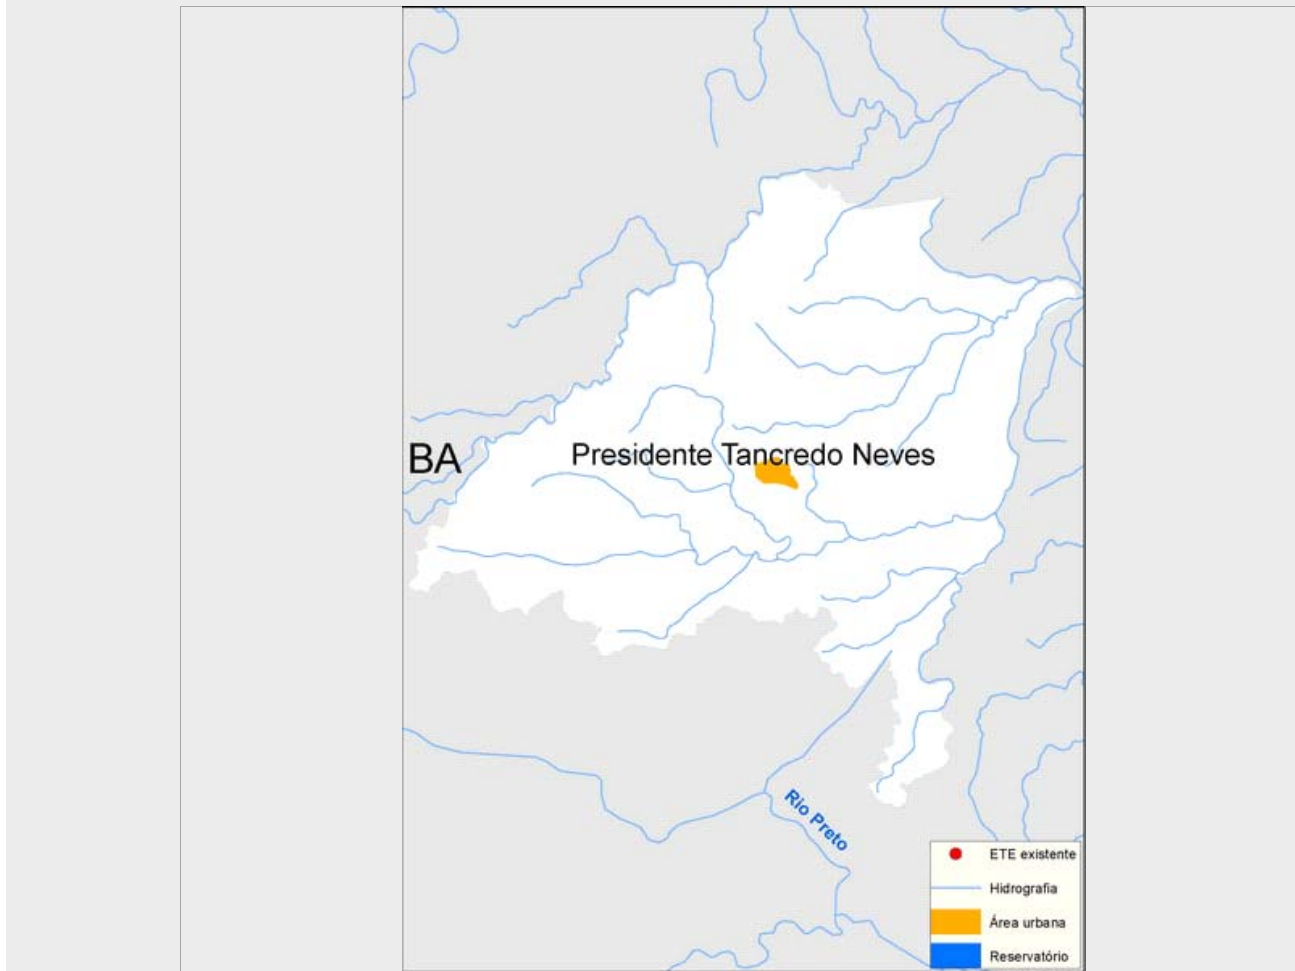 BA
Presidente Tancredo Neves
Rio Preto
ETE existente
Hidrografia
Área urbana
Reservatório